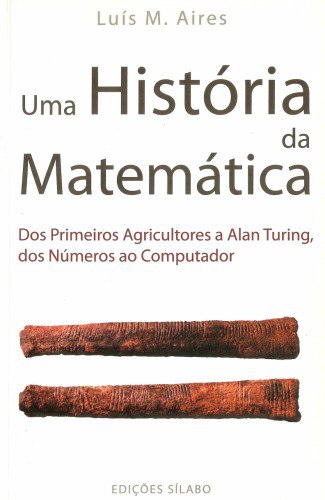 Luís M. Aires
Uma História
da
Matemática
Dos Primeiros Agricultores a Alan Turing,
dos Números ao Computador
EDIÇÕES SÍLABO